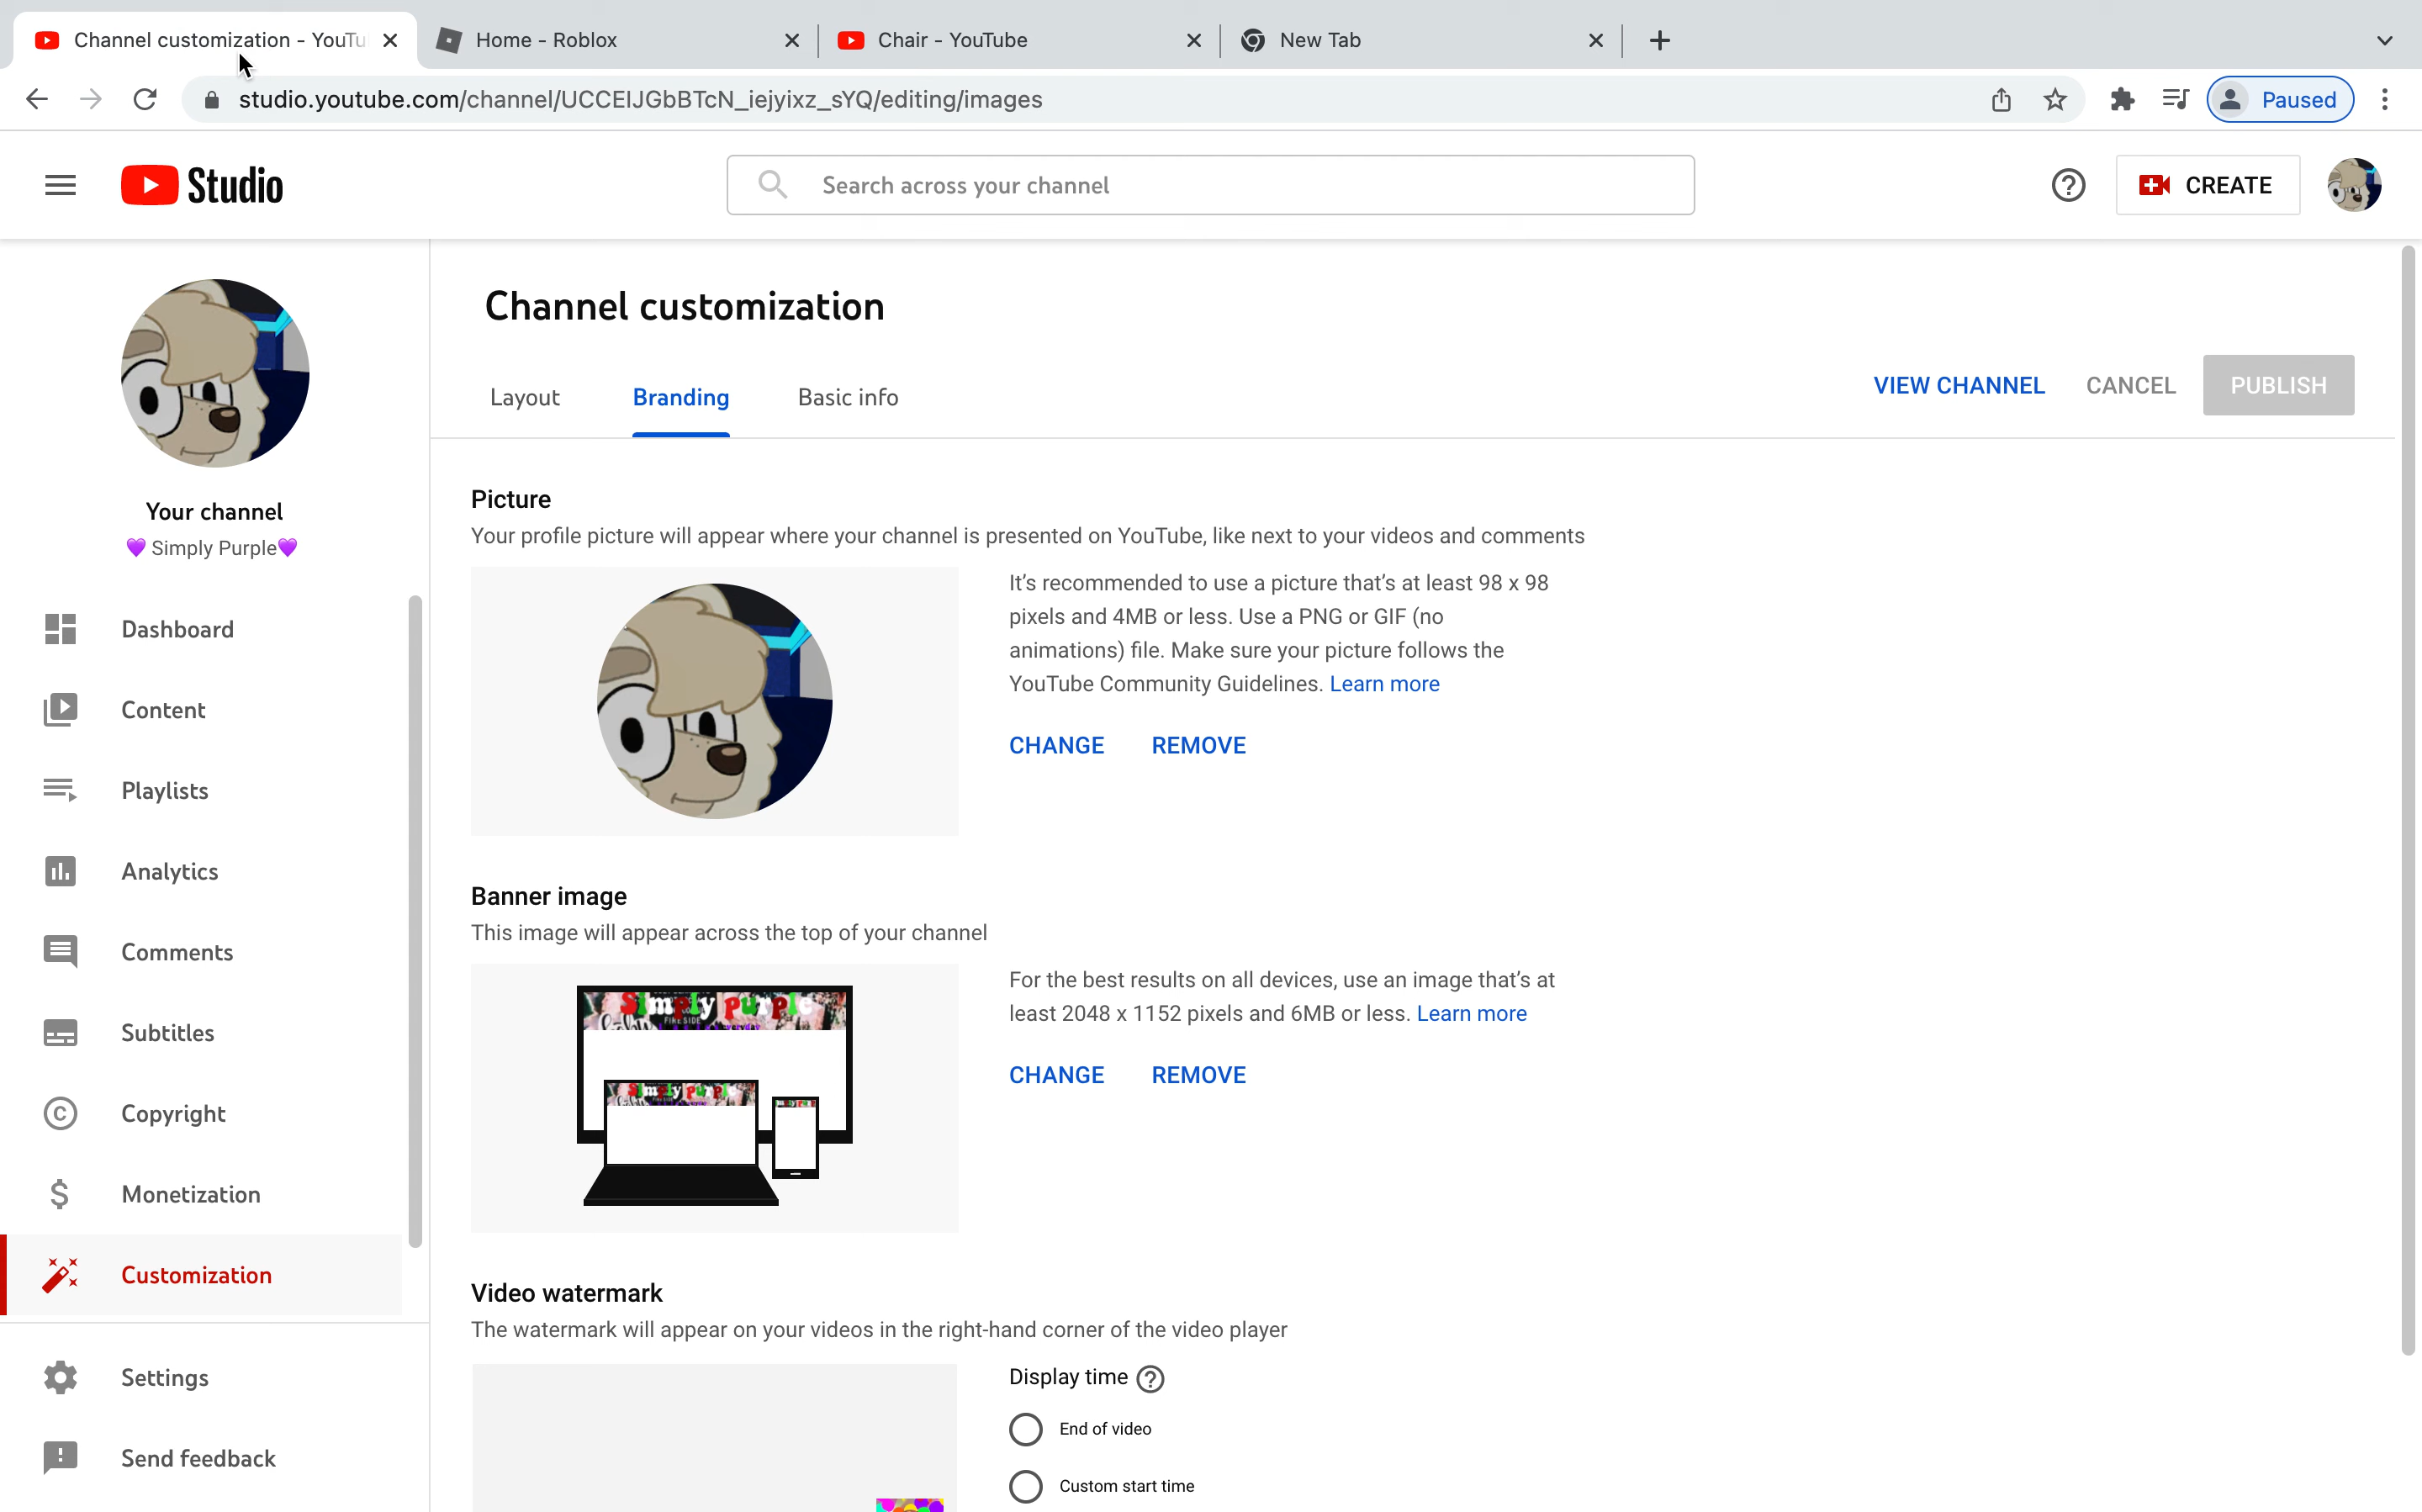 Channel customization - YouTu
Home - Roblox
Chair - YouTube
New Tab
studio.youtube.com/channel/UCCEIJGbBTcN_iejyixz_sYQ/editing/images
Paused
Studio
Search across your channel
CREATE
Your channel
💜 Simply Purple💜
Dashboard
Content
Playlists
Analytics
Comments
Subtitles
Copyright
Monetization
Customization
Settings
Send feedback
Channel customization
Layout
Branding
Basic info
VIEW CHANNEL
CANCEL
PUBLISH
Picture
Your profile picture will appear where your channel is presented on YouTube, like next to your videos and comments
It's recommended to use a picture that's at least 98 x 98
pixels and 4MB or less. Use a PNG or GIF (no
animations) file. Make sure your picture follows the
YouTube Community Guidelines. Learn more
CHANGE
REMOVE
Banner image
This image will appear across the top of your channel
Simply purple
FIRESIDE
Simply purple
For the best results on all devices, use an image that's at
least 2048 x 1152 pixels and 6MB or less. Learn more
CHANGE
REMOVE
Video watermark
The watermark will appear on your videos in the right-hand corner of the video player
Display time
End of video
Custom start time